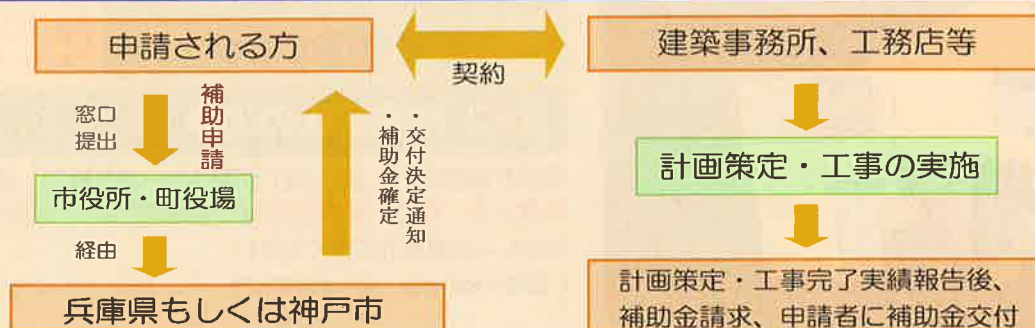 申請される方
契約
建築事務所、工務店等
窓口
提出
補助申請
・交付決定通知
・補助金確定
計画策定・工事の実施
市役所・町役場
経由
兵庫県もしくは神戸市
計画策定・工事完了実績報告後、
補助金請求、申請者に補助金交付